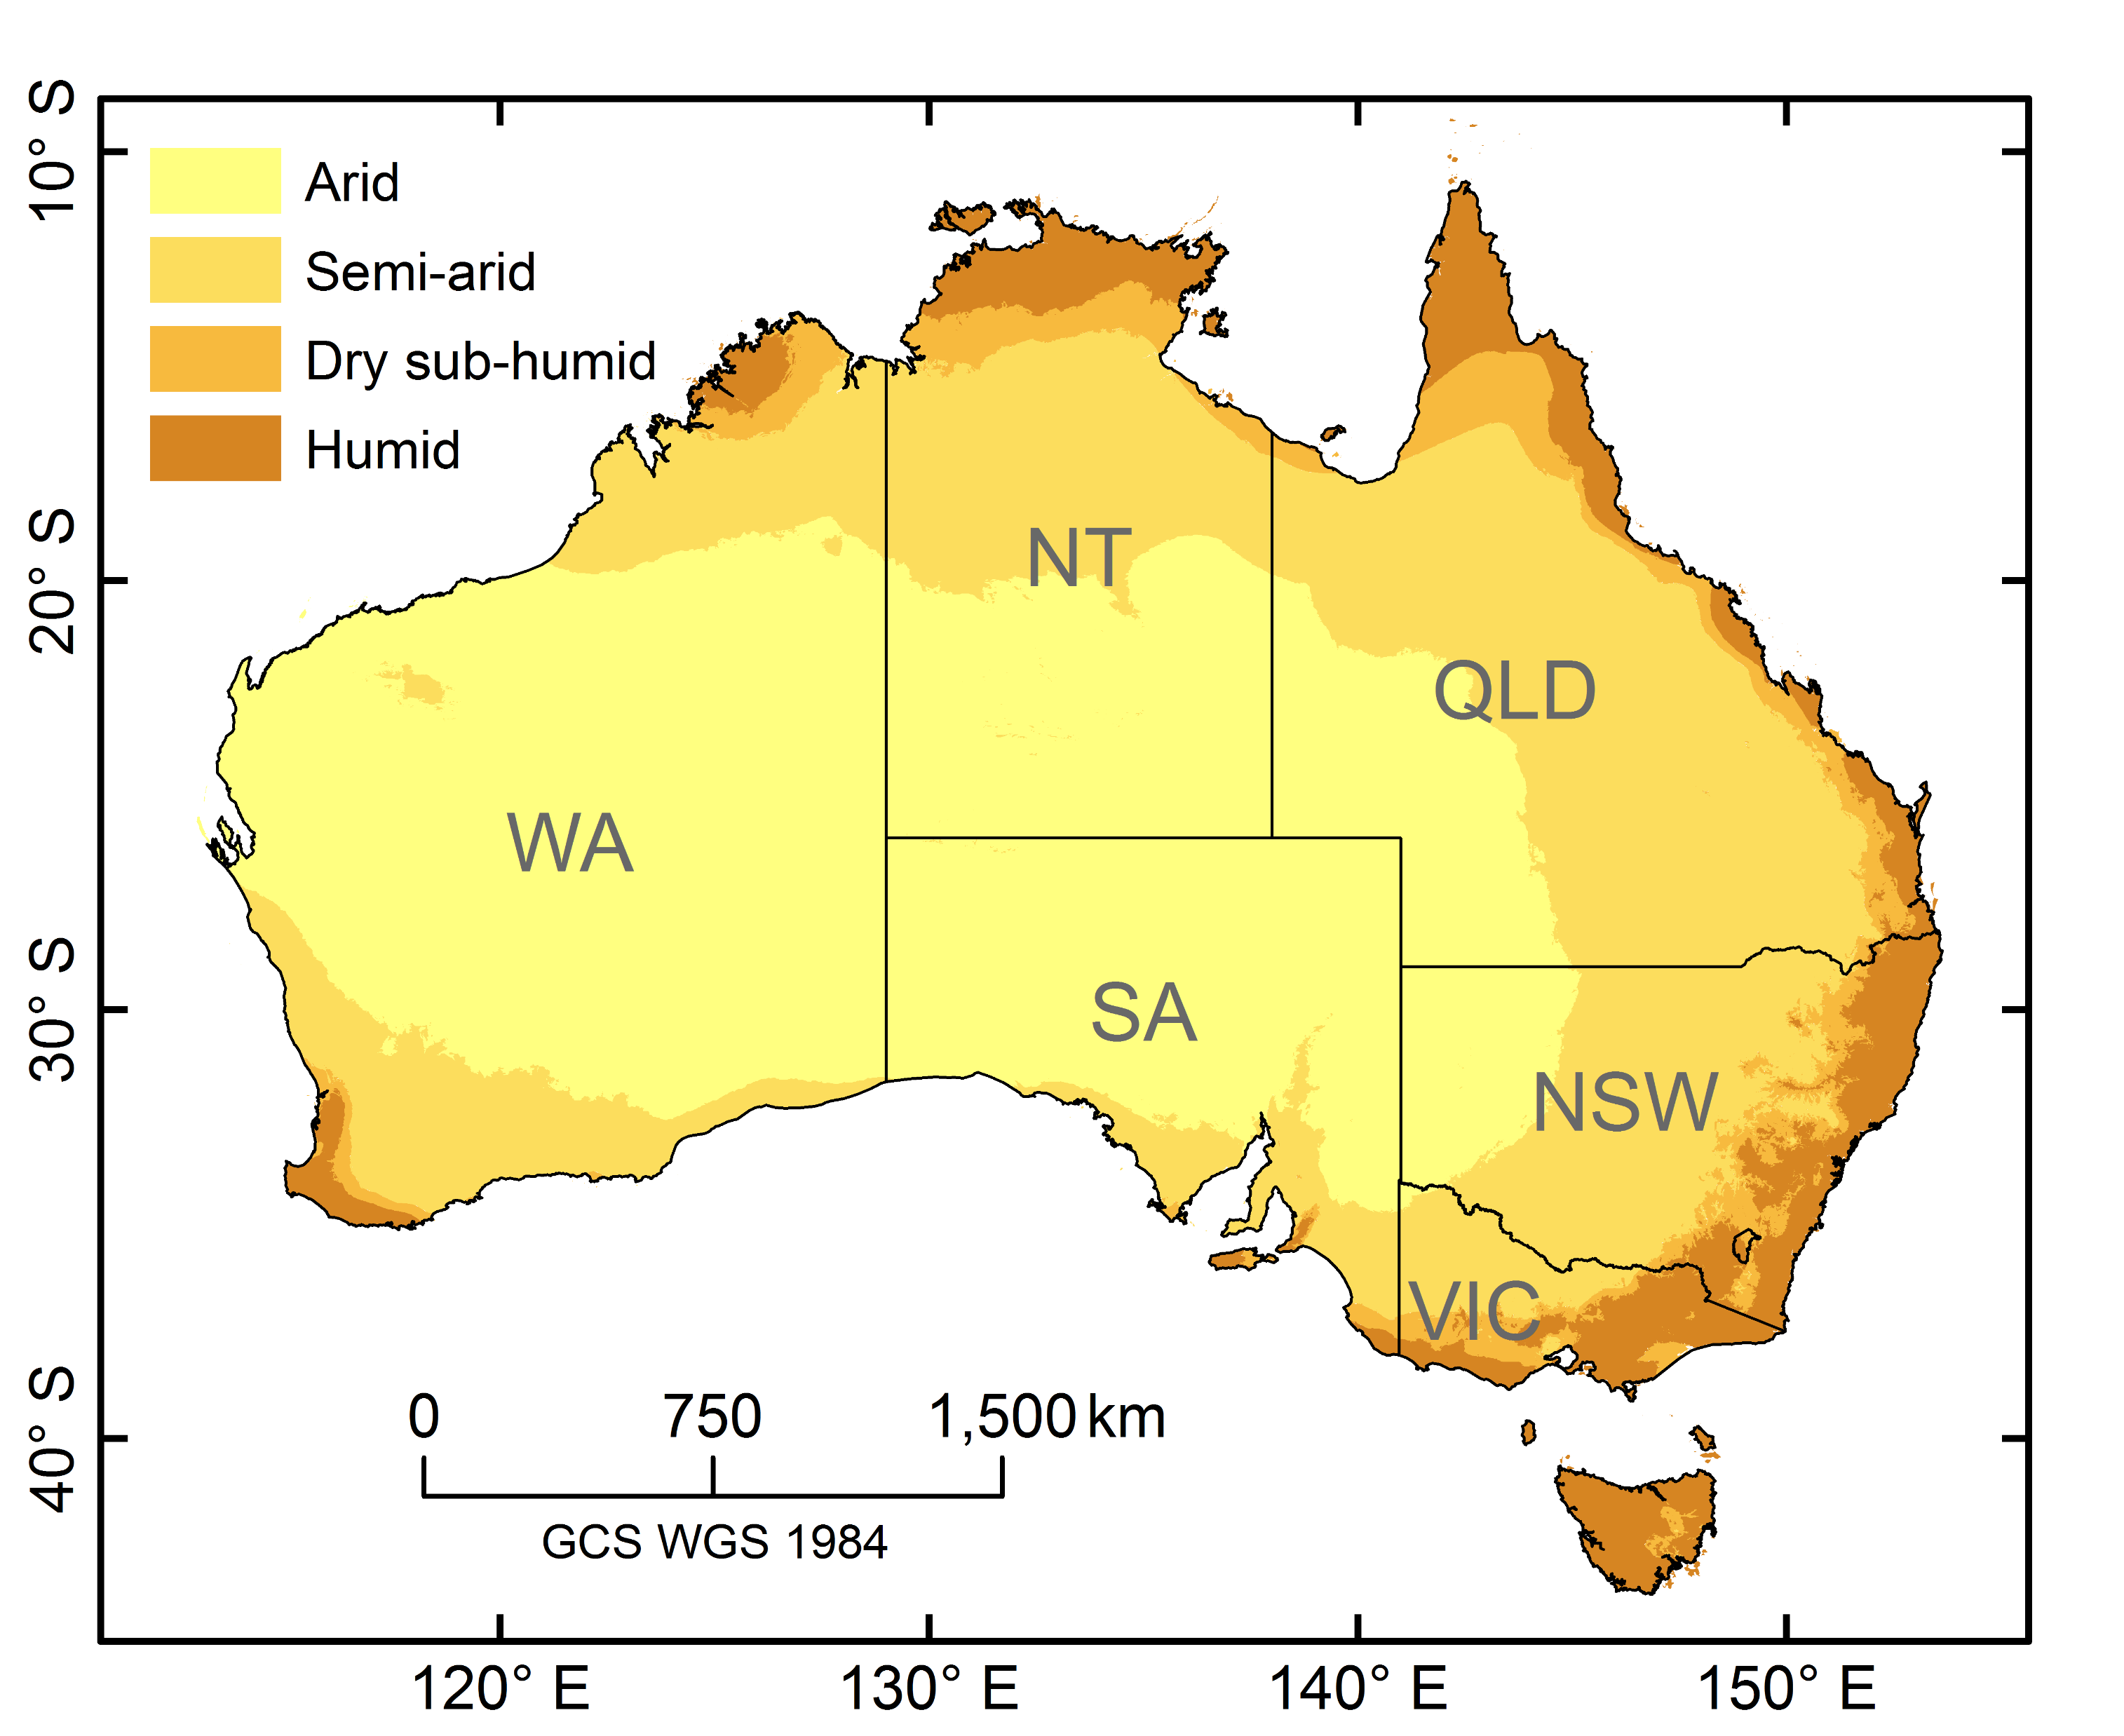 10° S
20° S
30° S
40° S
Arid
Semi-arid
Dry sub-humid
Humid
NT
QLD
WA
SA
NSW
VIC
0 750 1,500 km
GCS WGS 1984
120° E 130° E 140° E 150° E